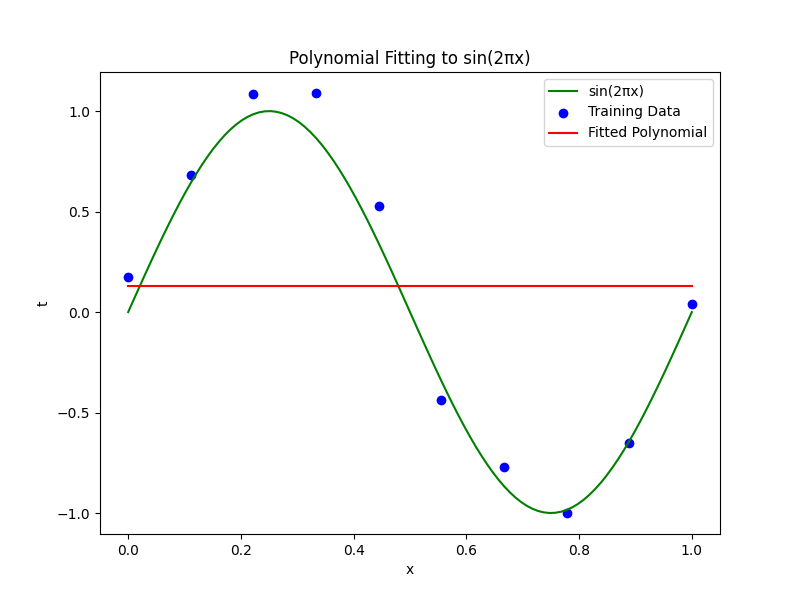 Polynomial Fitting to sin(2πx)
sin(2πx)
Training Data
Fitted Polynomial
1.0
0.5
0.0
−0.5
−1.0
t
0.0 0.2 0.4 0.6 0.8 1.0
x